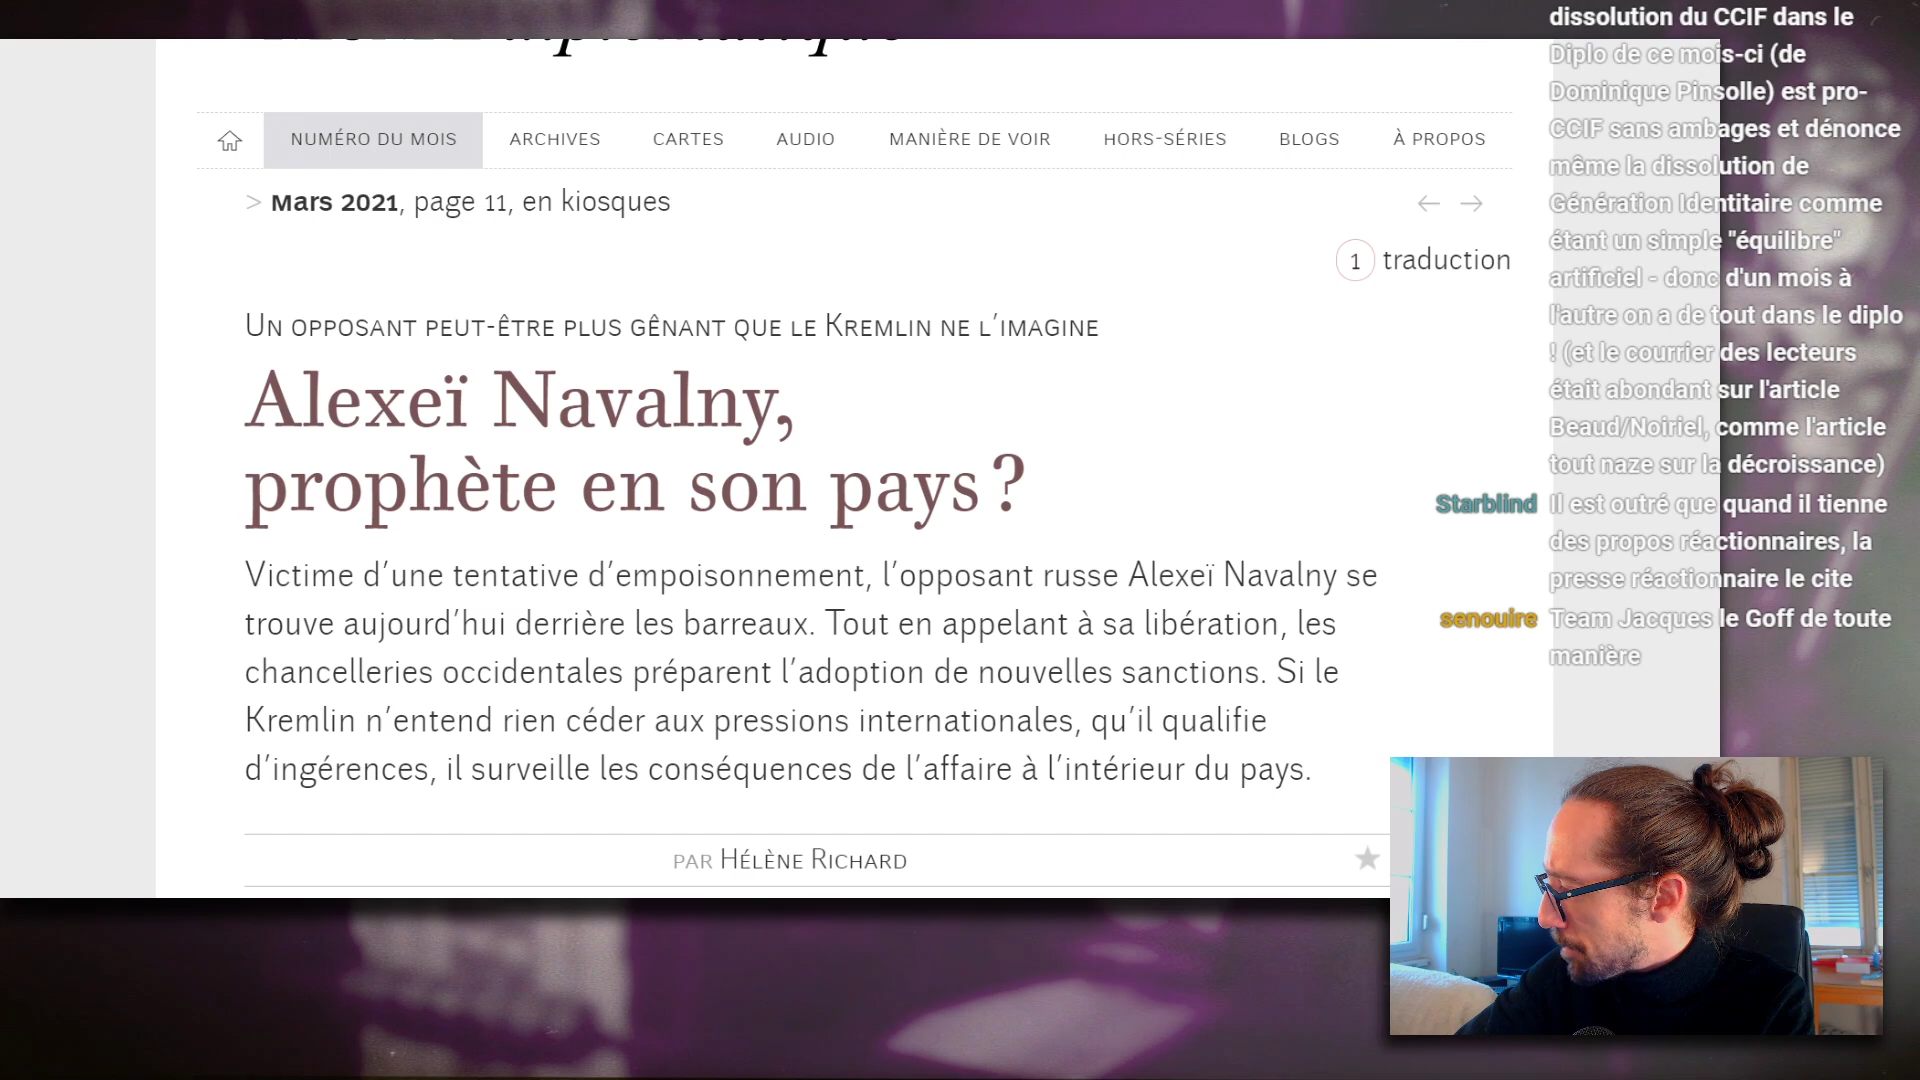 NUMÉRO DU MOIS
ARCHIVES
CARTES
AUDIO
MANIÈRE DE VOIR
HORS-SÉRIES
BLOGS
À PROPOS
> Mars 2021, page 11, en kiosques
← →
1 traduction
Un opposant peut-être plus gênant que le Kremlin ne l’imagine
Alexeï Navalny,
prophète en son pays ?
Victime d’une tentative d’empoisonnement, l’opposant russe Alexeï Navalny se
trouve aujourd’hui derrière les barreaux. Tout en appelant à sa libération, les
chancelleries occidentales préparent l’adoption de nouvelles sanctions. Si le
Kremlin n’entend rien céder aux pressions internationales, qu’il qualifie
d’ingérences, il surveille les conséquences de l’affaire à l’intérieur du pays.
par Hélène Richard
dissolution du CCIF dans le
Diplo de ce mois-ci (de
Dominique Pinsolle) est pro-
CCIF sans ambages et dénonce
même la dissolution de
Génération Identitaire comme
étant un simple "équilibre"
artificiel - donc d'un mois à
l'autre on a de tout dans le diplo
! (et le courrier des lecteurs
était abondant sur l'article
Beaud/Noiriel, comme l'article
tout naze sur la décroissance)
Starblind Il est outré que quand il tienne
des propos réactionnaires, la
presse réactionnaire le cite
senouire Team Jacques le Goff de toute
manière